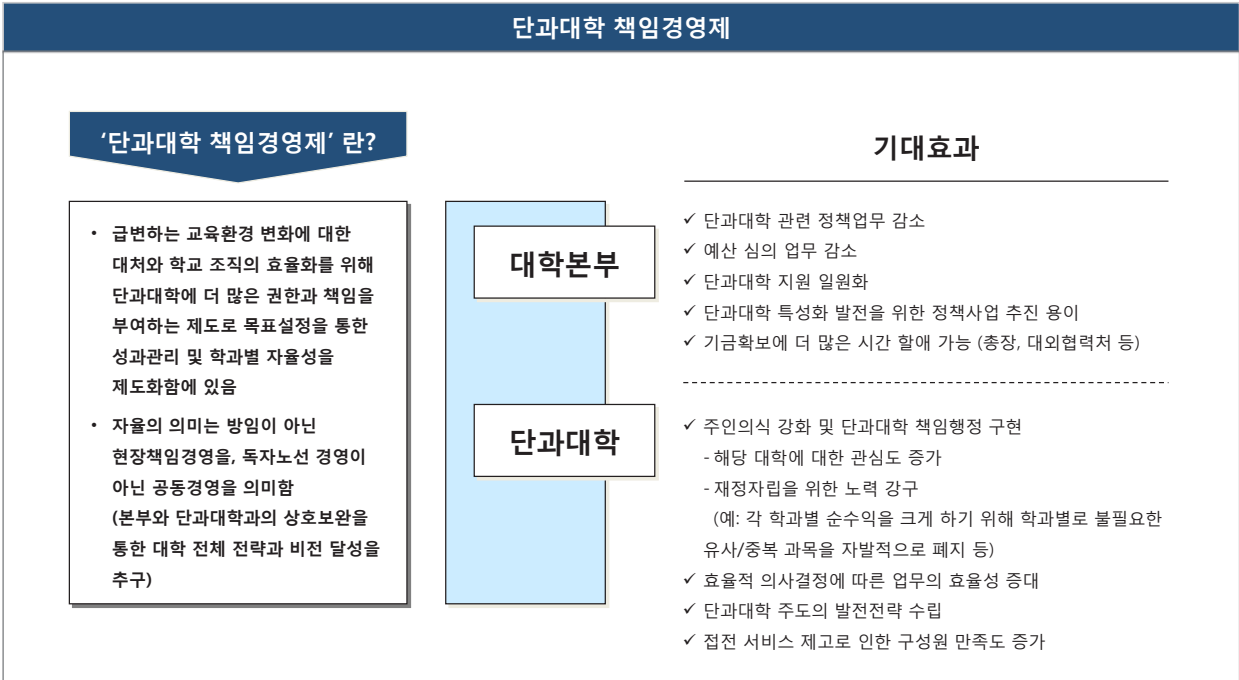 단과대학 책임경영제
‘단과대학 책임경영제’ 란?
• 급변하는 교육환경 변화에 대한
대처와 학교 조직의 효율화를 위해
단과대학에 더 많은 권한과 책임을
부여하는 제도로 목표설정을 통한
성과관리 및 학과별 자율성을
제도화함에 있음
• 자율의 의미는 방임이 아닌
현장책임경영을, 독자노선 경영이
아닌 공동경영을 의미함
(본부와 단과대학과의 상호보완을
통한 대학 전체 전략과 비전 달성을
추구)
대학본부
단과대학
기대효과
✓ 단과대학 관련 정책업무 감소
✓ 예산 심의 업무 감소
✓ 단과대학 지원 일원화
✓ 단과대학 특성화 발전을 위한 정책사업 추진 용이
✓ 기금확보에 더 많은 시간 할애 가능 (총장, 대외협력처 등)
✓ 주인의식 강화 및 단과대학 책임행정 구현
- 해당 대학에 대한 관심도 증가
- 재정자립을 위한 노력 강구
(예: 각 학과별 순수익을 크게 하기 위해 학과별로 불필요한
유사/중복 과목을 자발적으로 폐지 등)
✓ 효율적 의사결정에 따른 업무의 효율성 증대
✓ 단과대학 주도의 발전전략 수립
✓ 접전 서비스 제고로 인한 구성원 만족도 증가